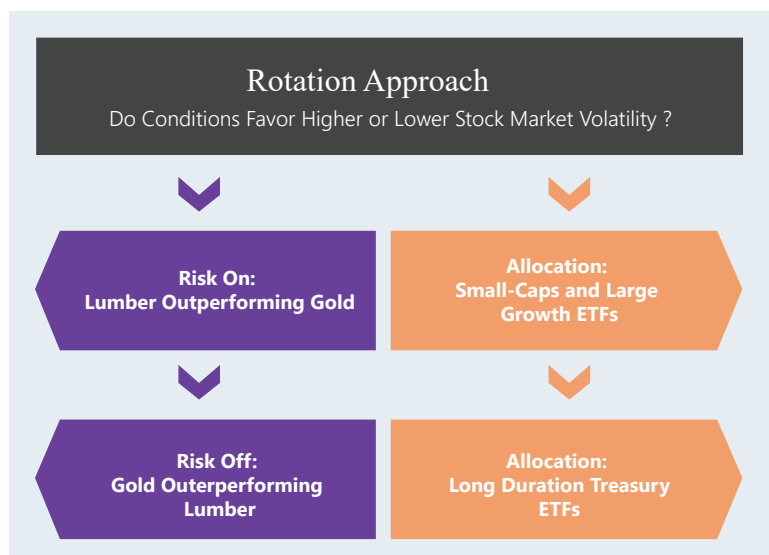 Rotation Approach
Do Conditions Favor Higher or Lower Stock Market Volatility ?
Risk On:
Lumber Outperforming Gold
Allocation:
Small-Caps and Large
Growth ETFs
Risk Off:
Gold Outerperforming
Lumber
Allocation:
Long Duration Treasury
ETFs